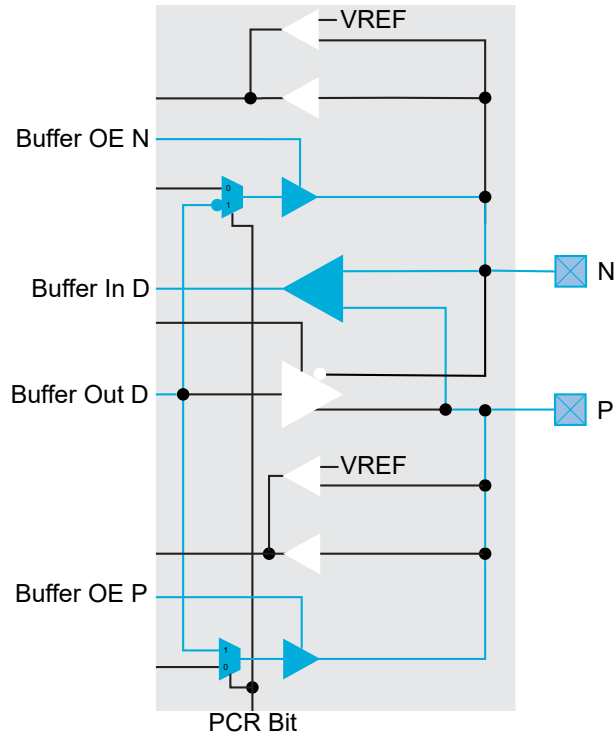 VREF
Buffer OE N
0
1
Buffer In D
N
Buffer Out D
P
VREF
Buffer OE P
1
0
PCR Bit